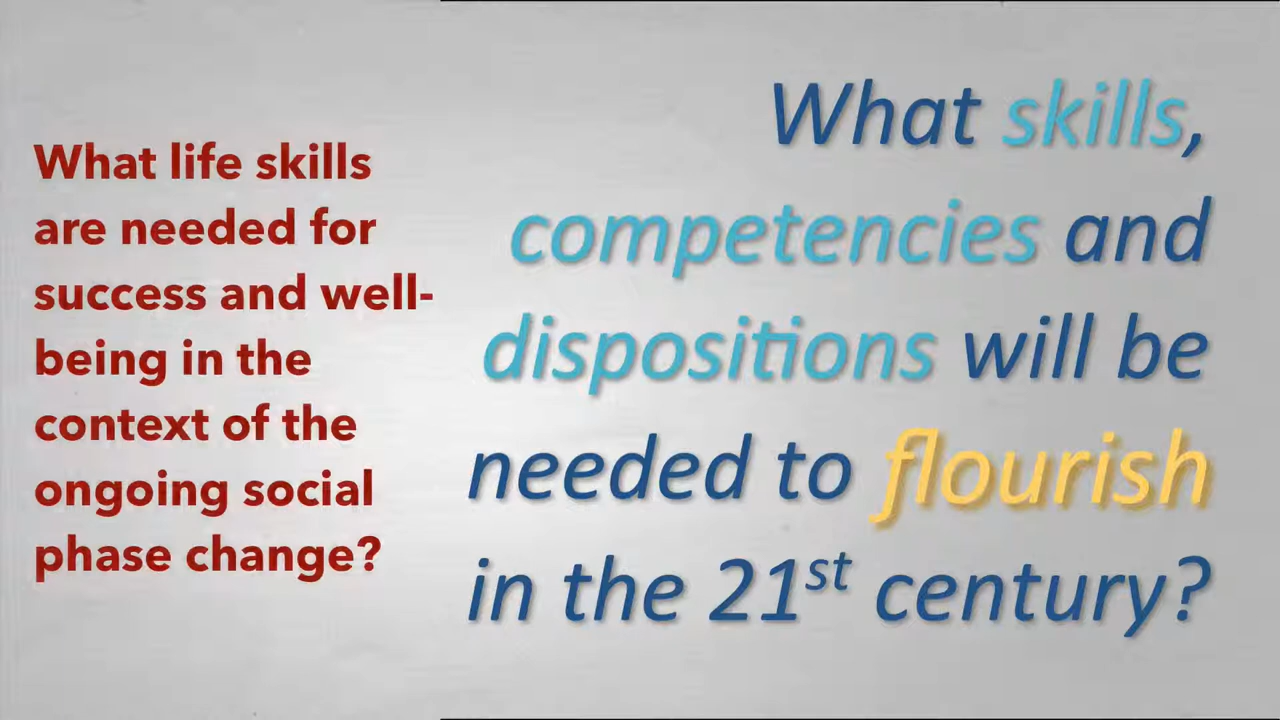 What life skills
are needed for
success and well-
being in the
context of the
ongoing social
phase change?
What skills,
competencies and
dispositions will be
needed to flourish
in the 21st century?